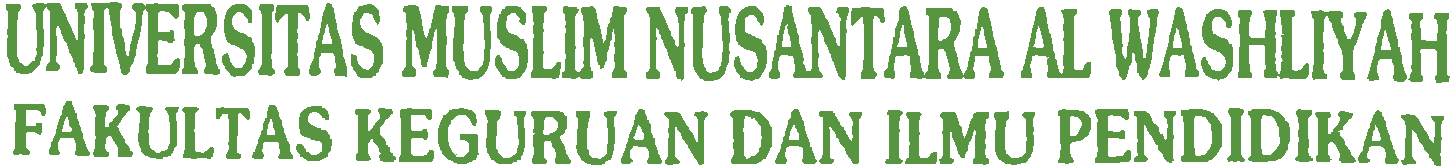 UNIVERSITAS MUSLIM NUSANTARA AL WASHLIYAH
FAKULTAS KEGURUAN DAN ILMU PENDIDIKAN